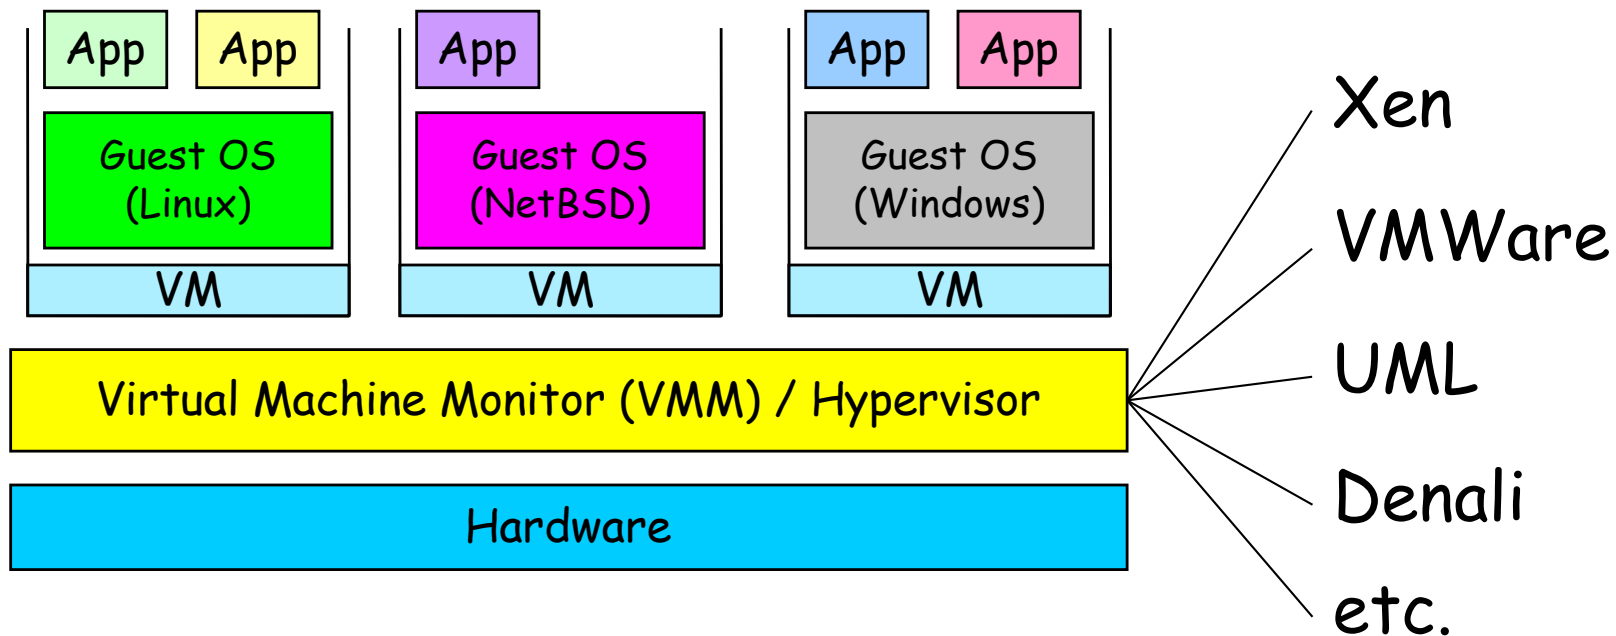 App
App
App
App
App
Guest OS
(Linux)
Guest OS
(NetBSD)
Guest OS
(Windows)
VM
VM
VM
Virtual Machine Monitor (VMM) / Hypervisor
Hardware
Xen
VMWare
UML
Denali
etc.